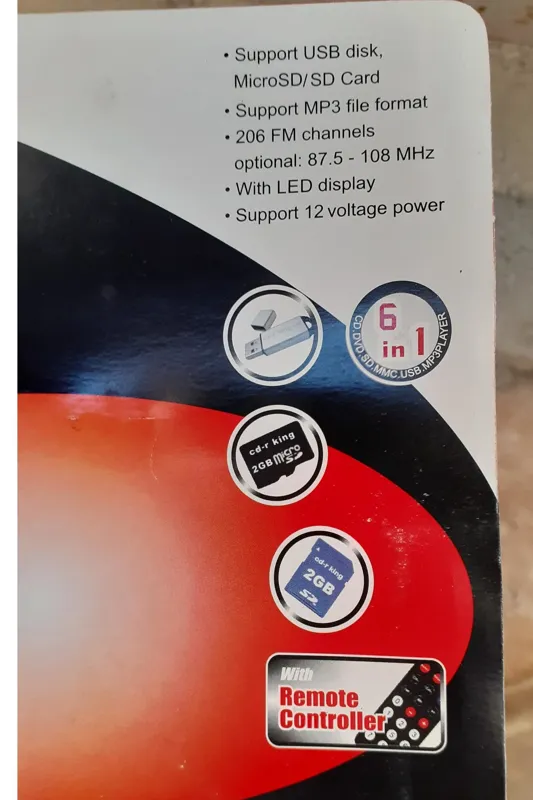 • Support USB disk,
MicroSD/SD Card
• Support MP3 file format
• 206 FM channels
optional: 87.5 - 108 MHz
• With LED display
• Support 12 voltage power
6
in 1
CD.DVD.SD.MMC.USB.MP3PLAYER
cd-r king
2GB micro
SD
cd-r king
2GB
SD
With
Remote
Controller